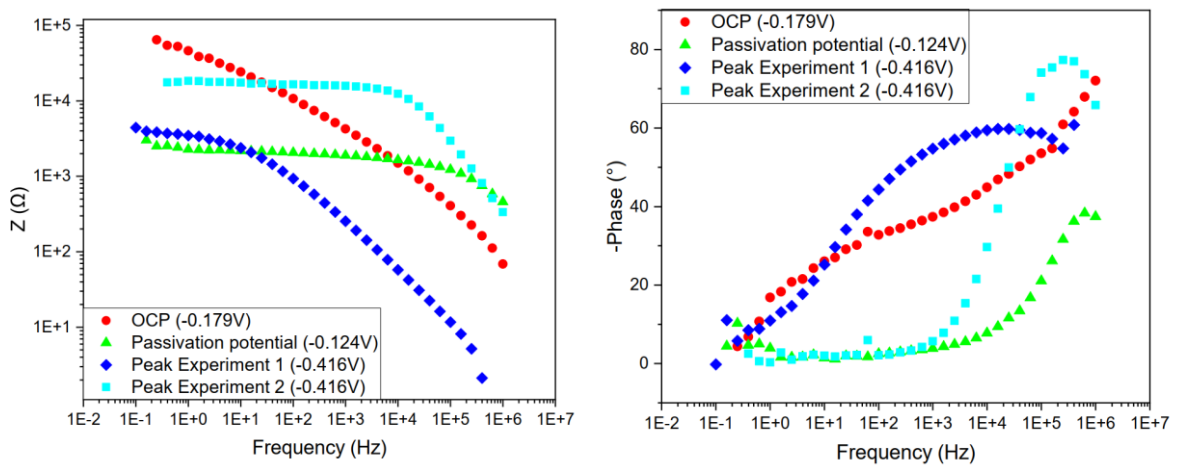 1E+5
1E+4
1E+3
1E+2
1E+1
Z (Ω)
OCP (-0.179V)
Passivation potential (-0.124V)
Peak Experiment 1 (-0.416V)
Peak Experiment 2 (-0.416V)
1E-2 1E-1 1E+0 1E+1 1E+2 1E+3 1E+4 1E+5 1E+6 1E+7
Frequency (Hz)
OCP (-0.179V)
Passivation potential (-0.124V)
Peak Experiment 1 (-0.416V)
Peak Experiment 2 (-0.416V)
80
60
40
20
0
-Phase (°)
1E-2 1E-1 1E+0 1E+1 1E+2 1E+3 1E+4 1E+5 1E+6 1E+7
Frequency (Hz)